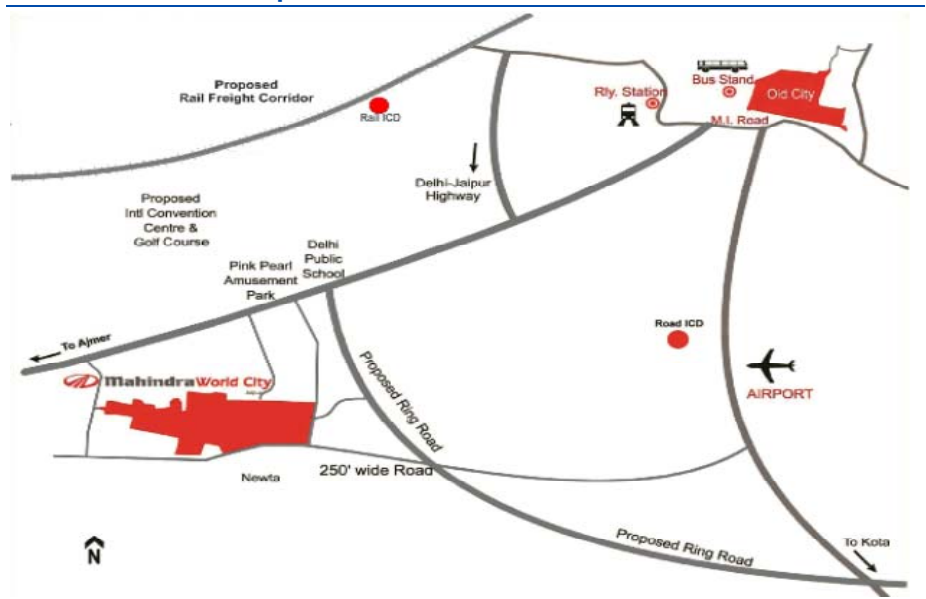 Proposed
Rail Freight Corridor
Rail ICD
Rly. Station
Bus Stand
Old City
M.I. Road
Delhi-Jaipur
Highway
Proposed
Intl Convention
Centre &
Golf Course
Delhi
Public
School
Pink Pearl
Amusement
Park
To Ajmer
Road ICD
Mahindra World City
AIRPORT
Proposed Ring Road
250' wide Road
Newta
Proposed Ring Road
To Kota
N